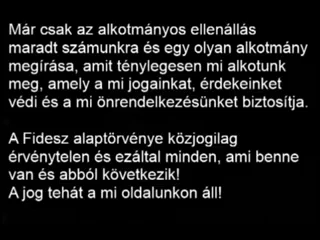 Már csak az alkotmányos ellenállás
maradt számunkra és egy olyan alkotmány
megírása, amit ténylegesen mi alkotunk
meg, amely a mi jogainkat, érdekeinket
védi és a mi önrendelkezésünket biztosítja.
A Fidesz alaptörvénye közjogilag
érvénytelen és ezáltal minden, ami benne
van és abból következik!
A jog tehát a mi oldalunkon áll!